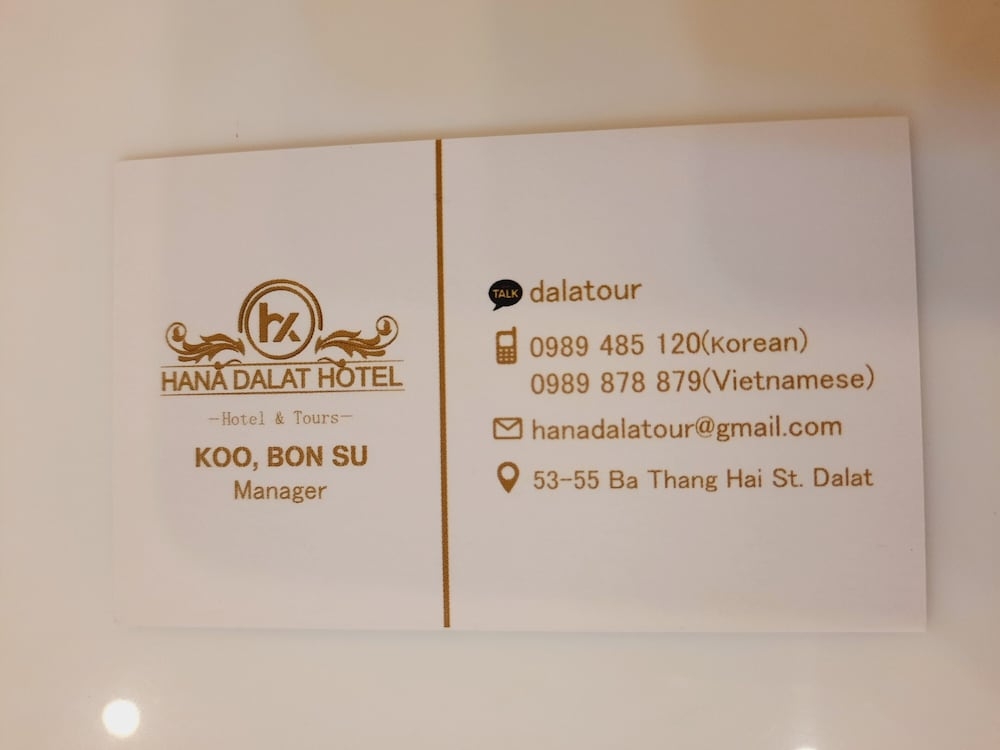 hx
HANA DALAT HOTEL
-Hotel & Tours-
KOO, BON SU
Manager
TALK dalatour
0989 485 120(Korean)
0989 878 879(Vietnamese)
hanadalatour@gmail.com
53-55 Ba Thang Hai St. Dalat